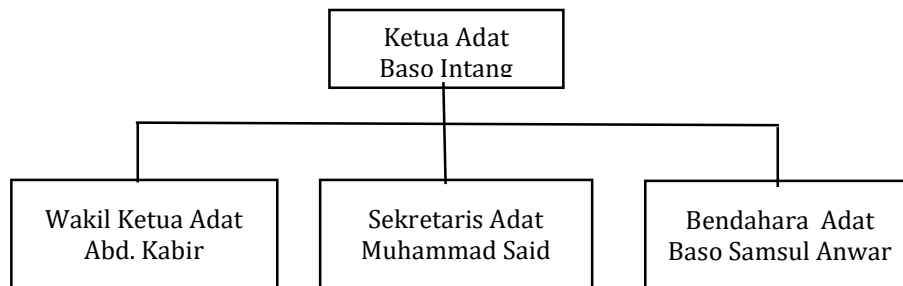 Ketua Adat
Baso Intang
Wakil Ketua Adat
Abd. Kabir
Sekretaris Adat
Muhammad Said
Bendahara Adat
Baso Samsul Anwar